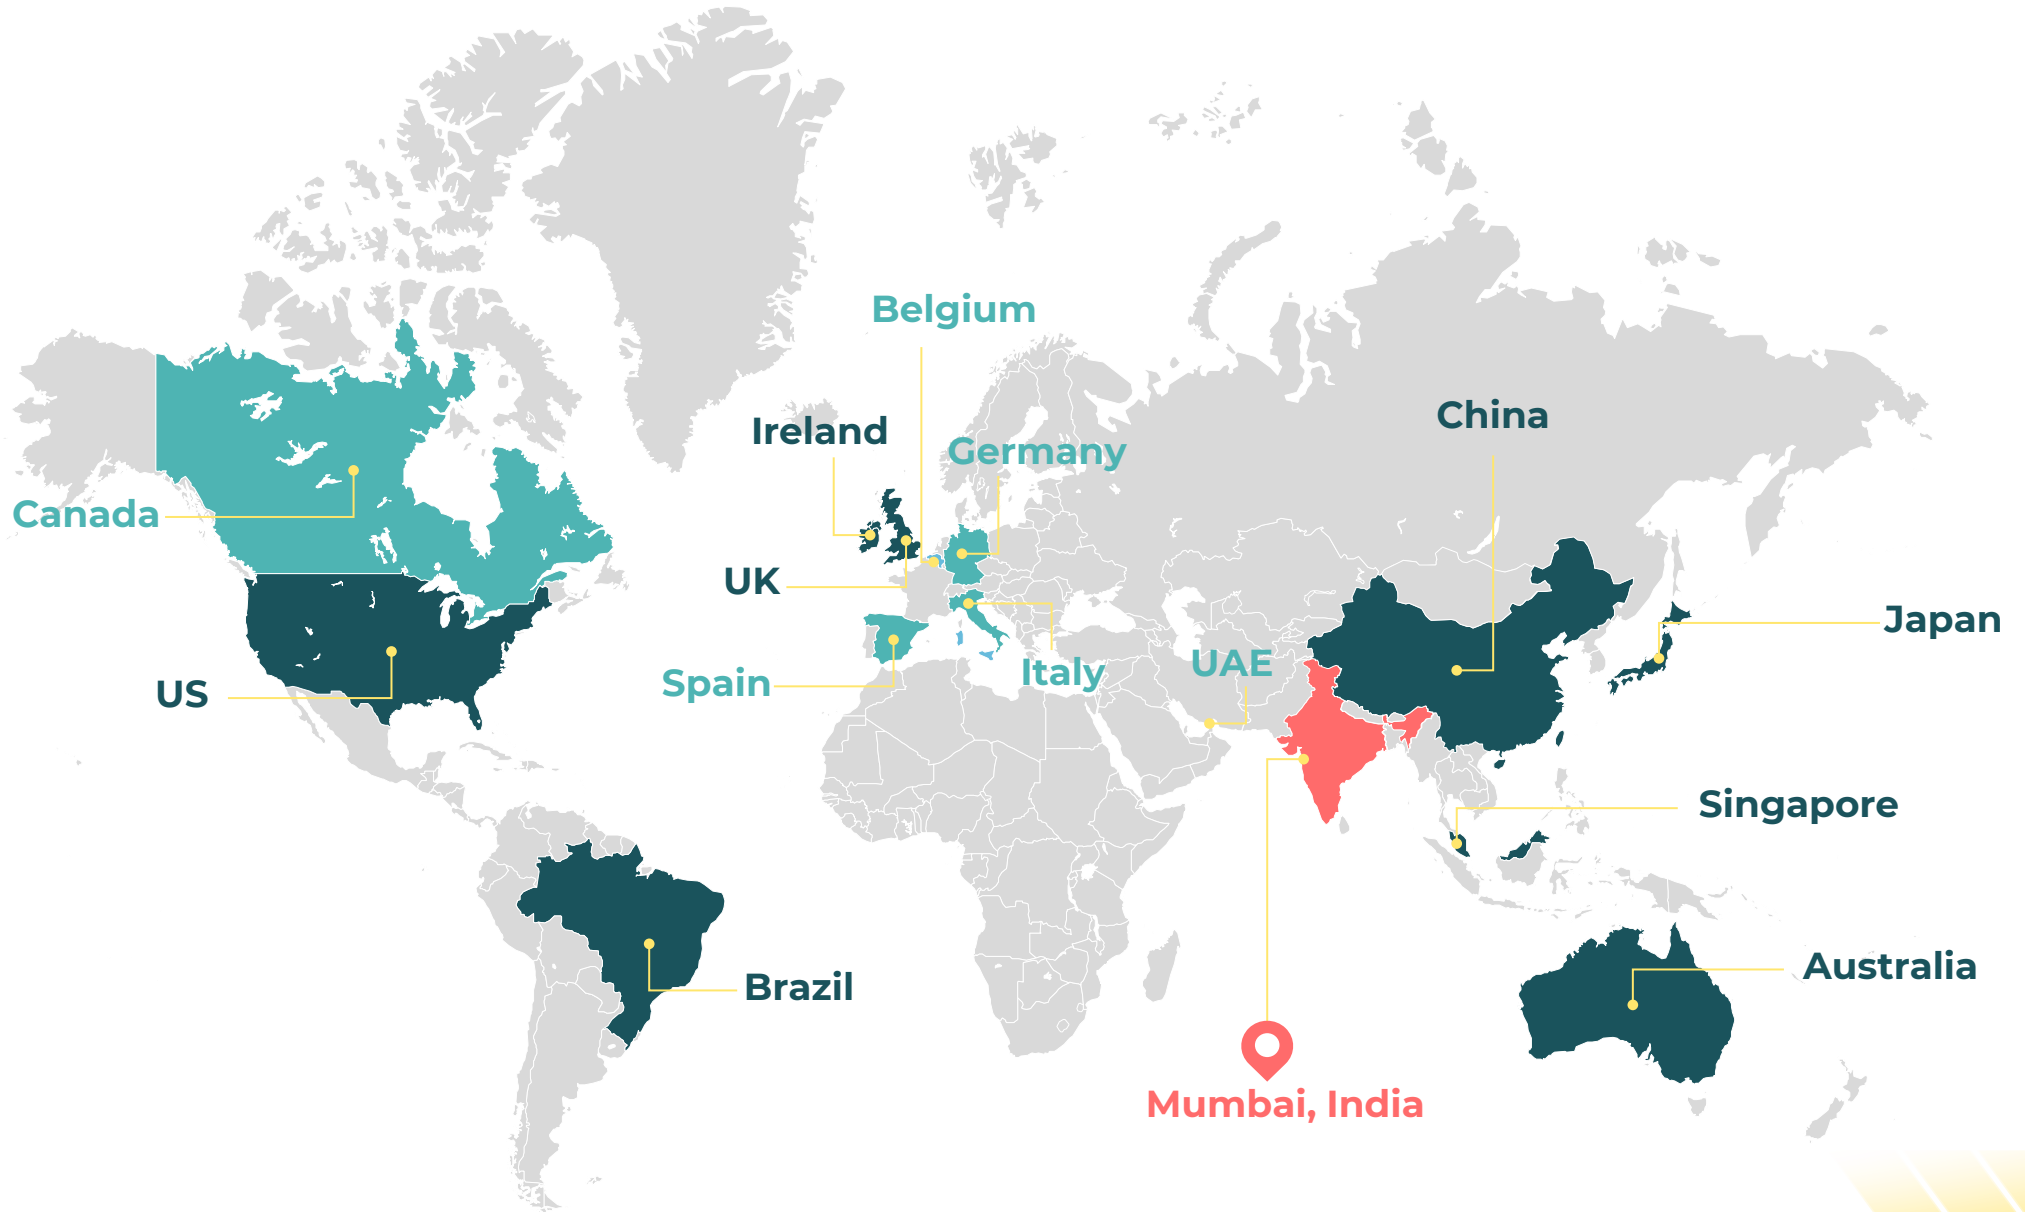 Belgium
Ireland
China
Germany
Canada
UK
Japan
Spain
Italy
UAE
US
Singapore
Australia
Brazil
Mumbai, India